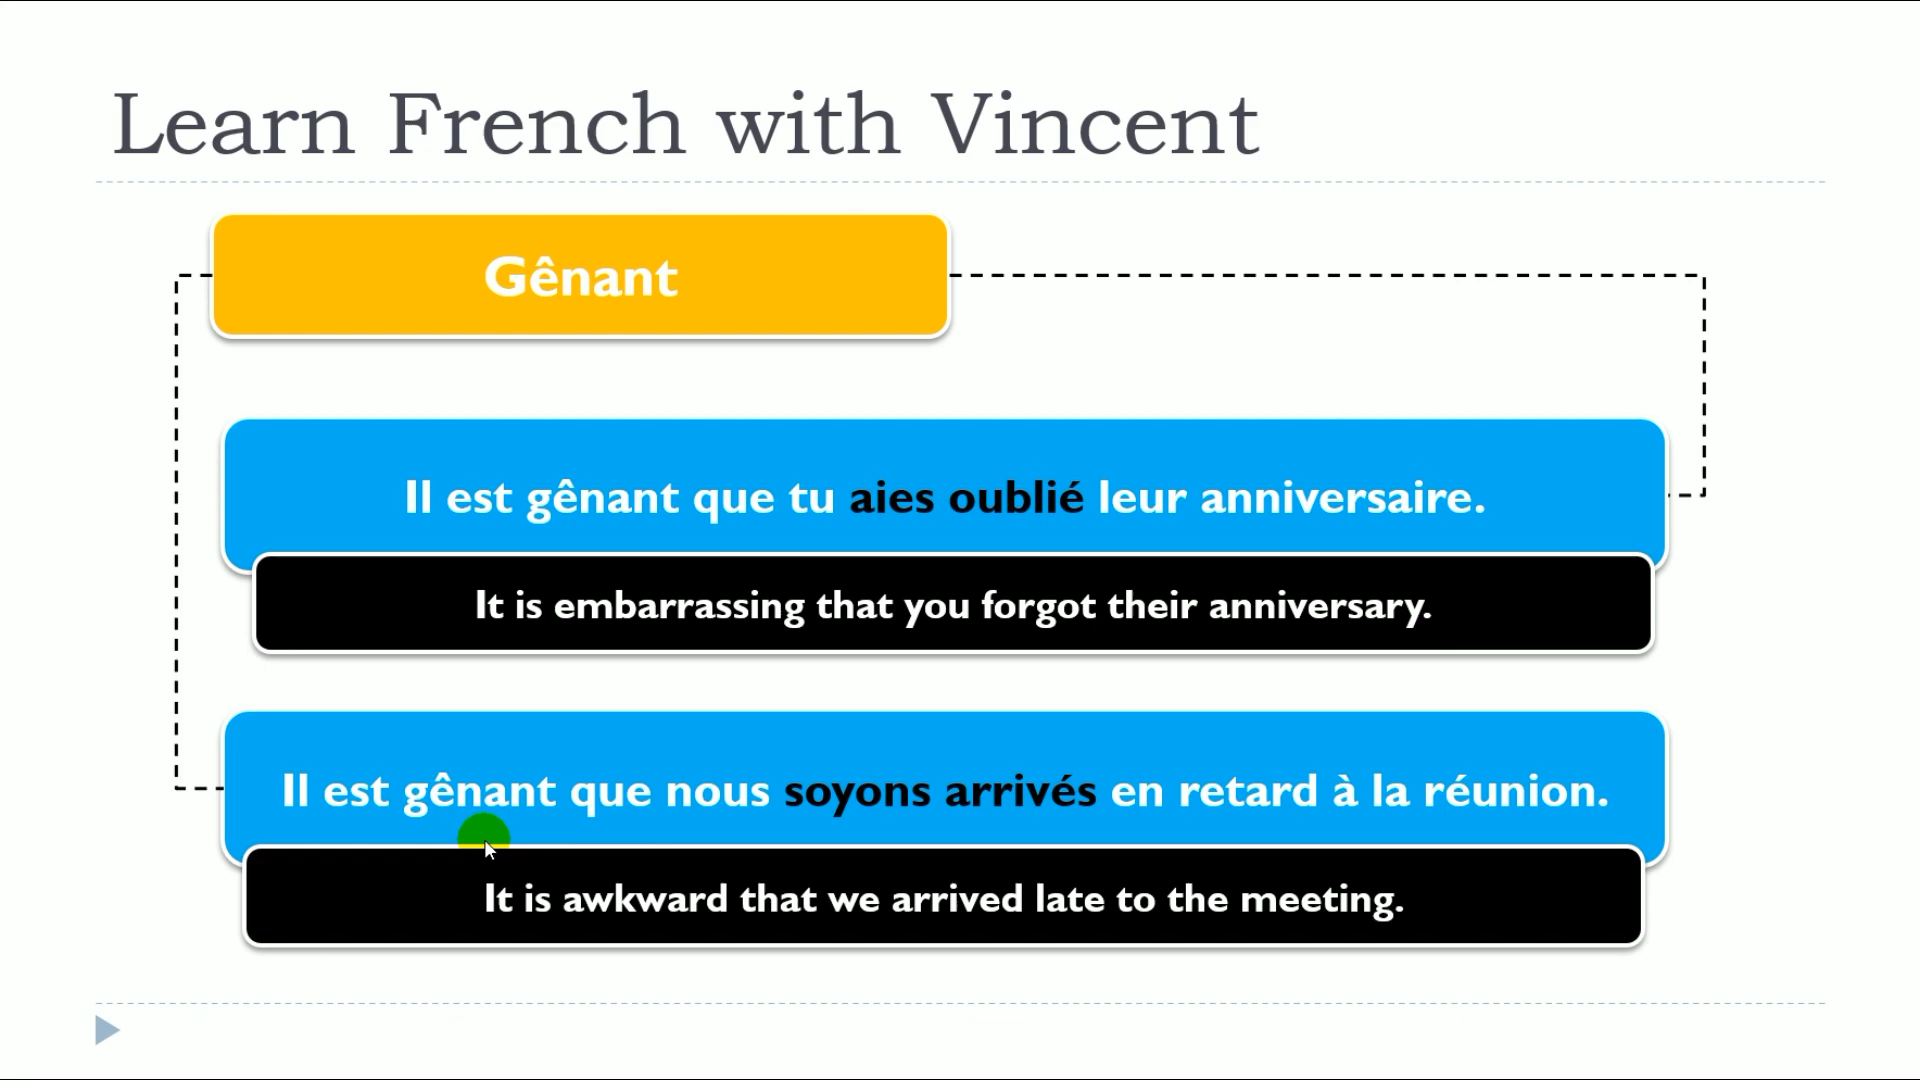 Learn French with Vincent
Gênant
Il est gênant que tu aies oublié leur anniversaire.
It is embarrassing that you forgot their anniversary.
Il est gênant que nous soyons arrivés en retard à la réunion.
It is awkward that we arrived late to the meeting.